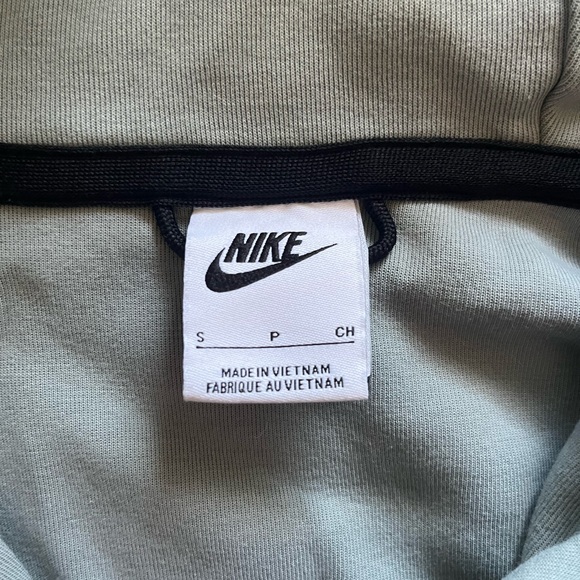 NIKE
S P CH
MADE IN VIETNAM
FABRIQUE AU VIETNAM